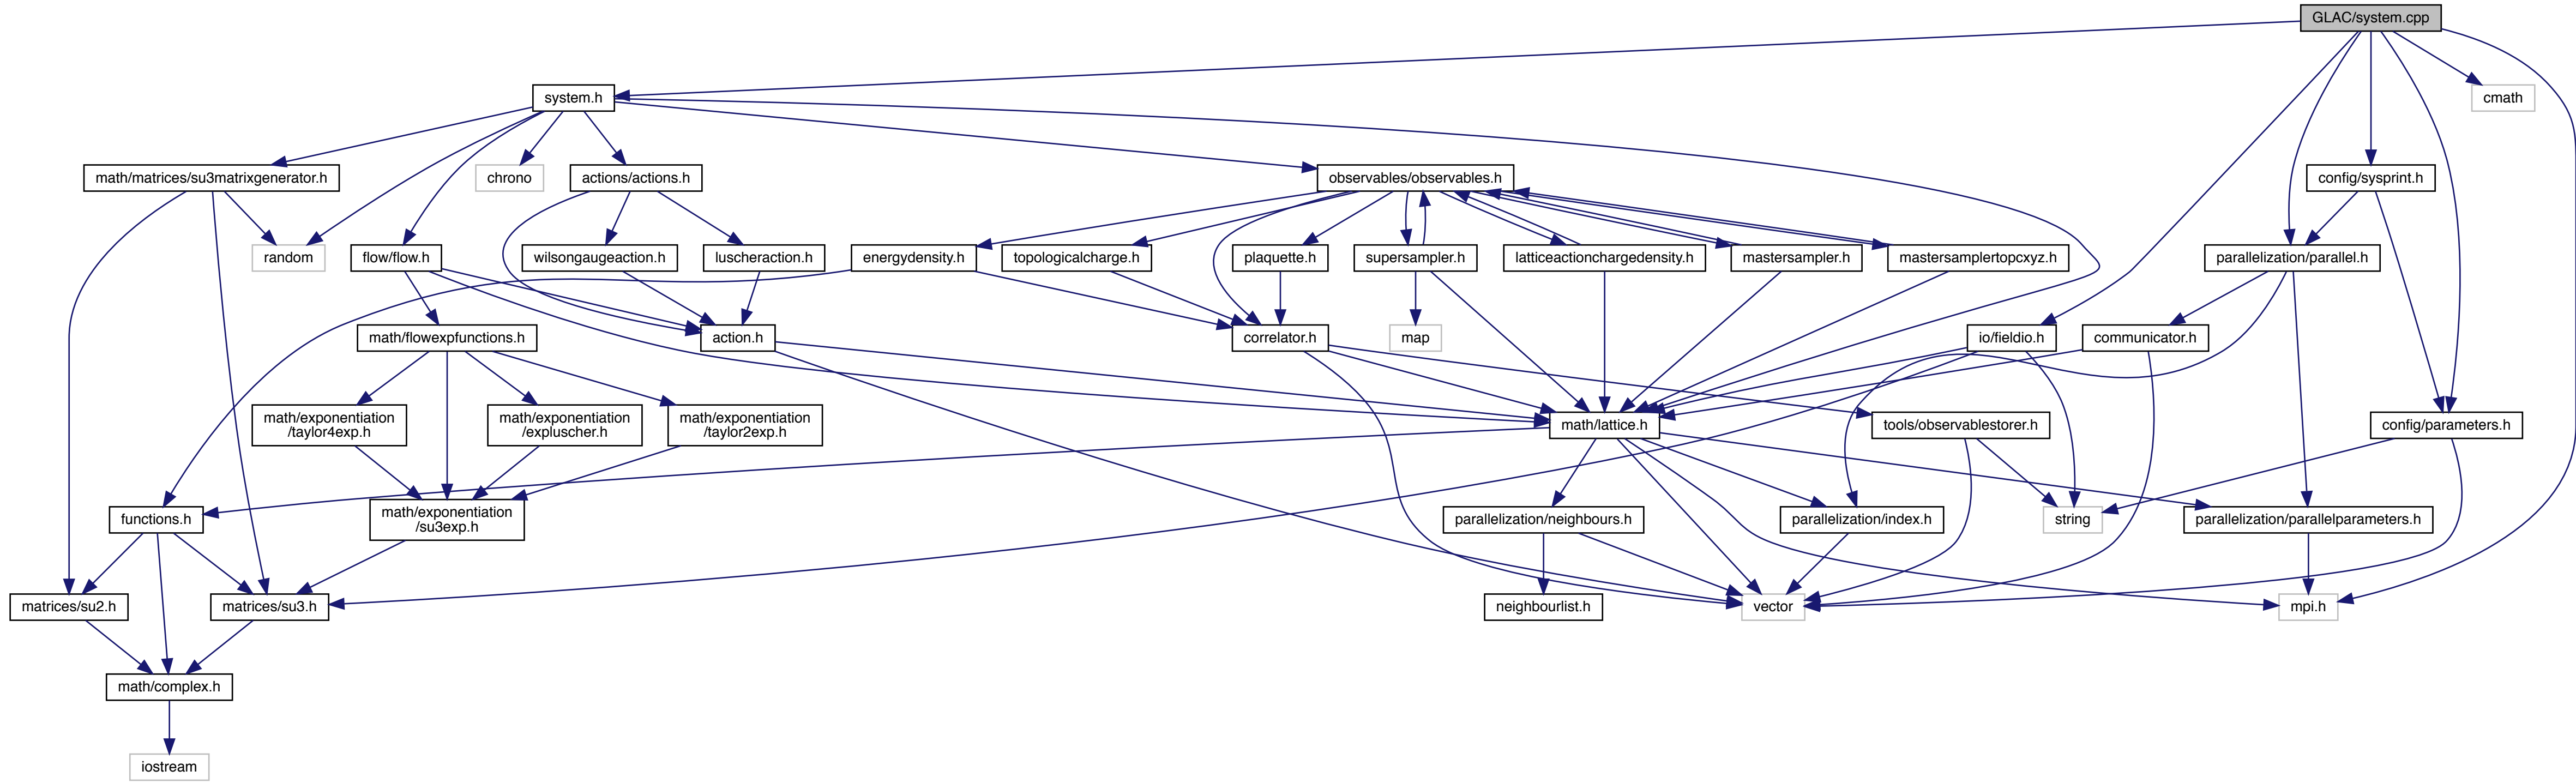 GLAC/system.cpp
system.h
cmath
math/matrices/su3matrixgenerator.h
chrono
actions/actions.h
observables/observables.h
config/sysprint.h
random
flow/flow.h
wilsongaugeaction.h
luscheraction.h
energydensity.h
topologicalcharge.h
plaquette.h
supersampler.h
latticeactionchargedensity.h
mastersampler.h
mastersamplertopcxyz.h
parallelization/parallel.h
math/flowexpfunctions.h
action.h
correlator.h
map
io/fieldio.h
communicator.h
math/exponentiation
/taylor4exp.h
math/exponentiation
/expluscher.h
math/exponentiation
/taylor2exp.h
math/lattice.h
tools/observablestorer.h
config/parameters.h
functions.h
math/exponentiation
/su3exp.h
parallelization/neighbours.h
parallelization/index.h
string
parallelization/parallelparameters.h
matrices/su2.h
matrices/su3.h
neighbourlist.h
vector
mpi.h
math/complex.h
iostream